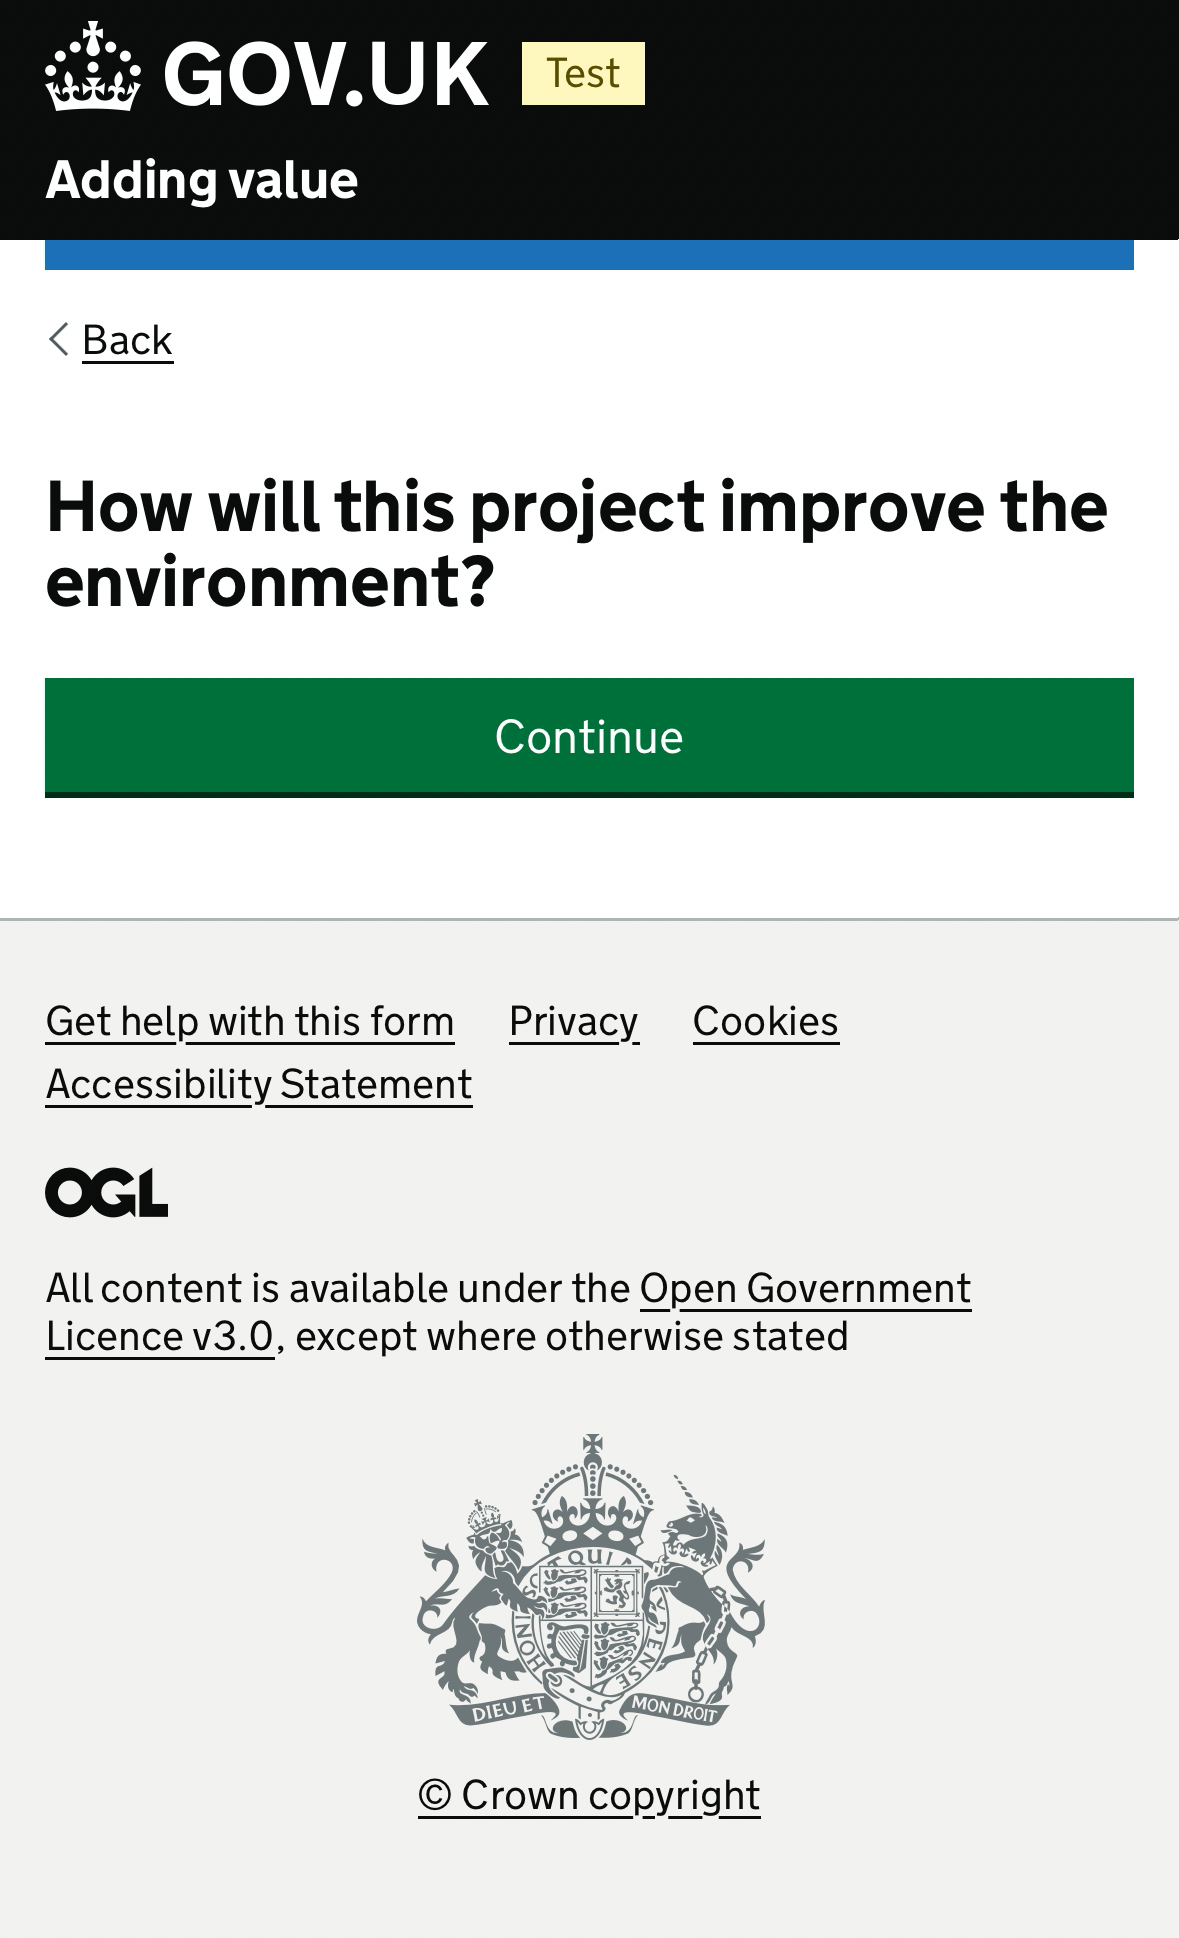 GOV.UK Test
Adding value
Back
How will this project improve the
environment?
Continue
Get help with this form Privacy Cookies
Accessibility Statement
OGL
All content is available under the Open Government
Licence v3.0, except where otherwise stated
DIEU ET MON DROIT
© Crown copyright